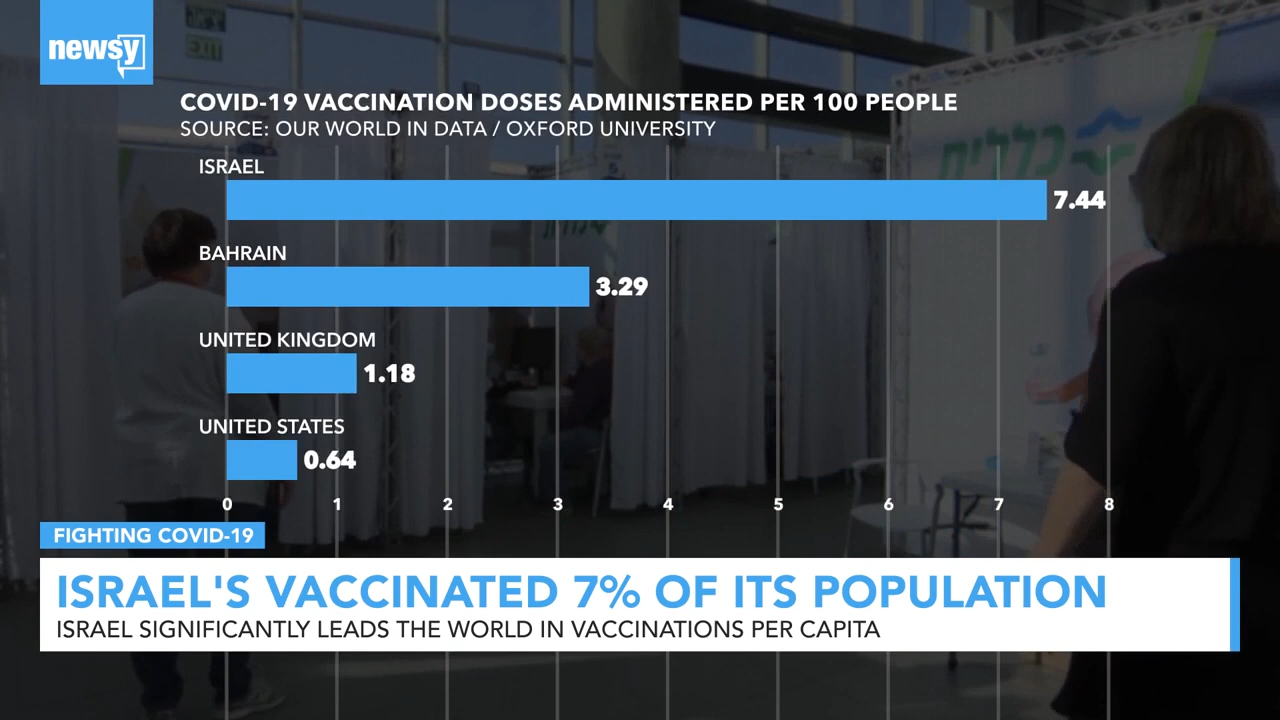 יציאה
EXIT
newsy
COVID-19 VACCINATION DOSES ADMINISTERED PER 100 PEOPLE
SOURCE: OUR WORLD IN DATA / OXFORD UNIVERSITY
כללית
ISRAEL
7.44
BAHRAIN
3.29
UNITED KINGDOM
1.18
UNITED STATES
0.64
0 1 2 3 4 5 6 7 8
FIGHTING COVID-19
ISRAEL'S VACCINATED 7% OF ITS POPULATION
ISRAEL SIGNIFICANTLY LEADS THE WORLD IN VACCINATIONS PER CAPITA